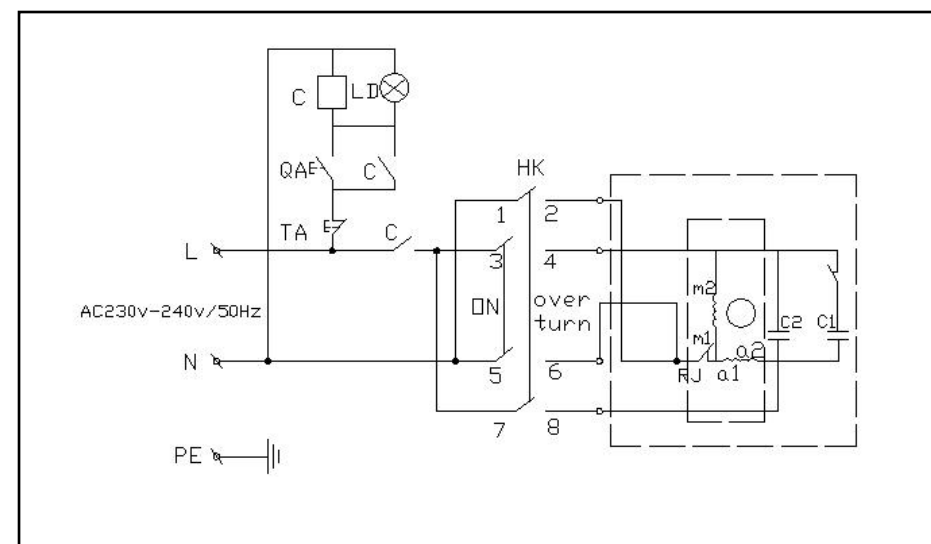 C LD
QA C HK
1 2
TA C
L 3 4
m2
AC230v-240v/50Hz ON over
turn C2 C1
m1
N a2
5 6 RJ a1
7 8
PE